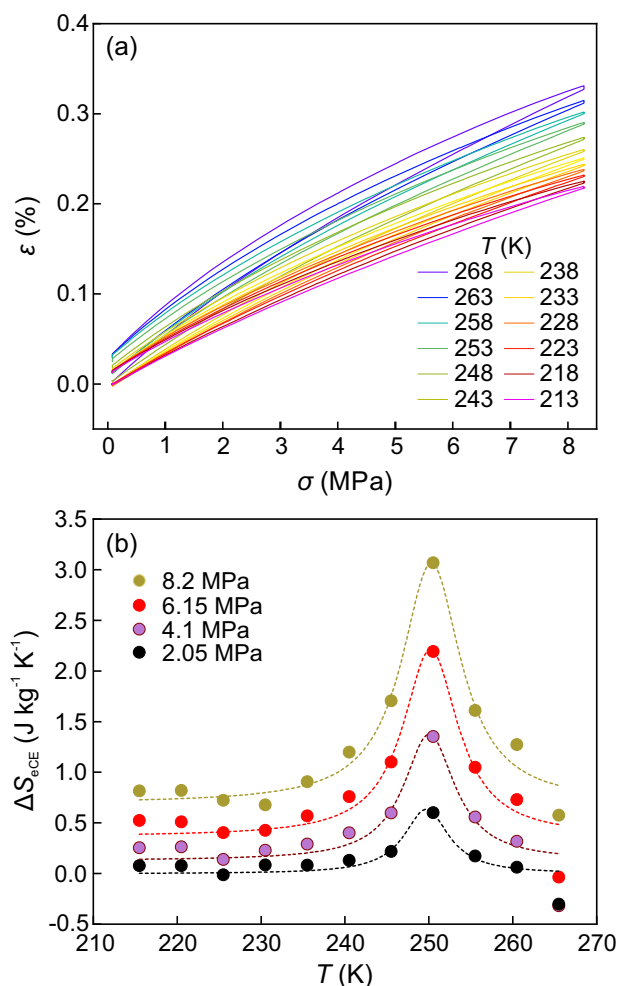 (a)
0.4
0.3
0.2
0.1
0.0
ε (%)
T (K)
268 238
263 233
258 228
253 223
248 218
243 213
0 1 2 3 4 5 6 7 8
σ (MPa)
(b)
3.5
3.0
2.5
2.0
1.5
1.0
0.5
0.0
-0.5
ΔS_eCE (J kg⁻¹ K⁻¹)
8.2 MPa
6.15 MPa
4.1 MPa
2.05 MPa
210 220 230 240 250 260 270
T (K)